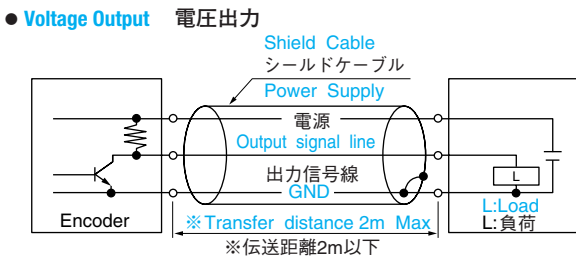 ● Voltage Output 電圧出力
Shield Cable
シールドケーブル
Power Supply
電源
Output signal line
出力信号線
GND
L
L:Load
L:負荷
Encoder
※Transfer distance 2m Max
※伝送距離2m以下